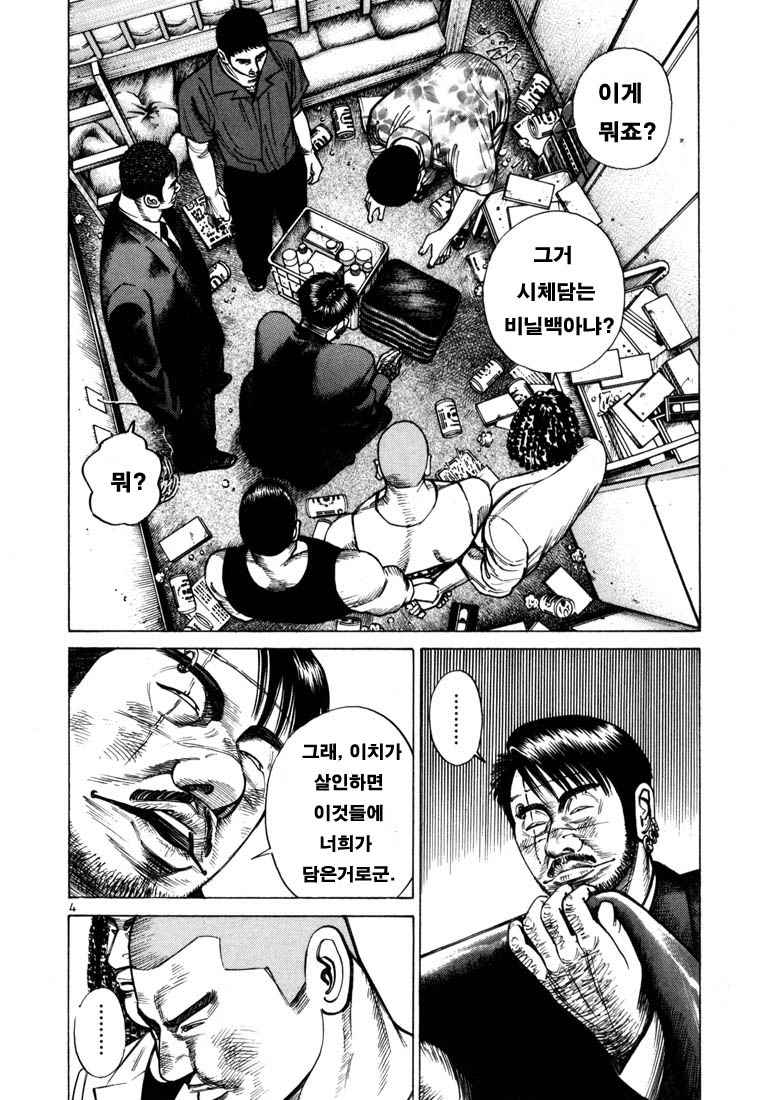 이게
뭐죠?
그거
시체담는
비닐백아냐?
뭐?
………
그래, 이치가
살인하면
이것들에
너희가
담은거로군.
4
………